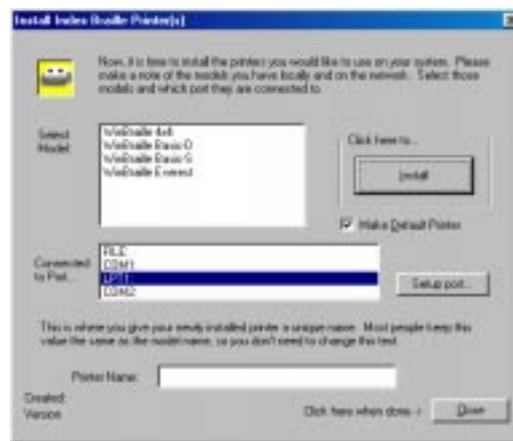 Install Index Braille Printer(s)
Now, it is time to install the printers you would like to use on your system. Please
make a note of the models you have locally and on the network. Select those
models and which port they are connected to.
Select
Model:
WinBraille 4x4
WinBraille Basic-D
WinBraille Basic-S
WinBraille Everest
Click here to...
Install
Make Default Printer
Connected
to Port...
FILE:
COM1:
LPT1:
COM2:
Setup port...
This is where you give your newly installed printer a unique name. Most people keep this
value the same as the model name, so you don't need to change this text.
Printer Name:
Created:
Version
Click here when done ->
Done